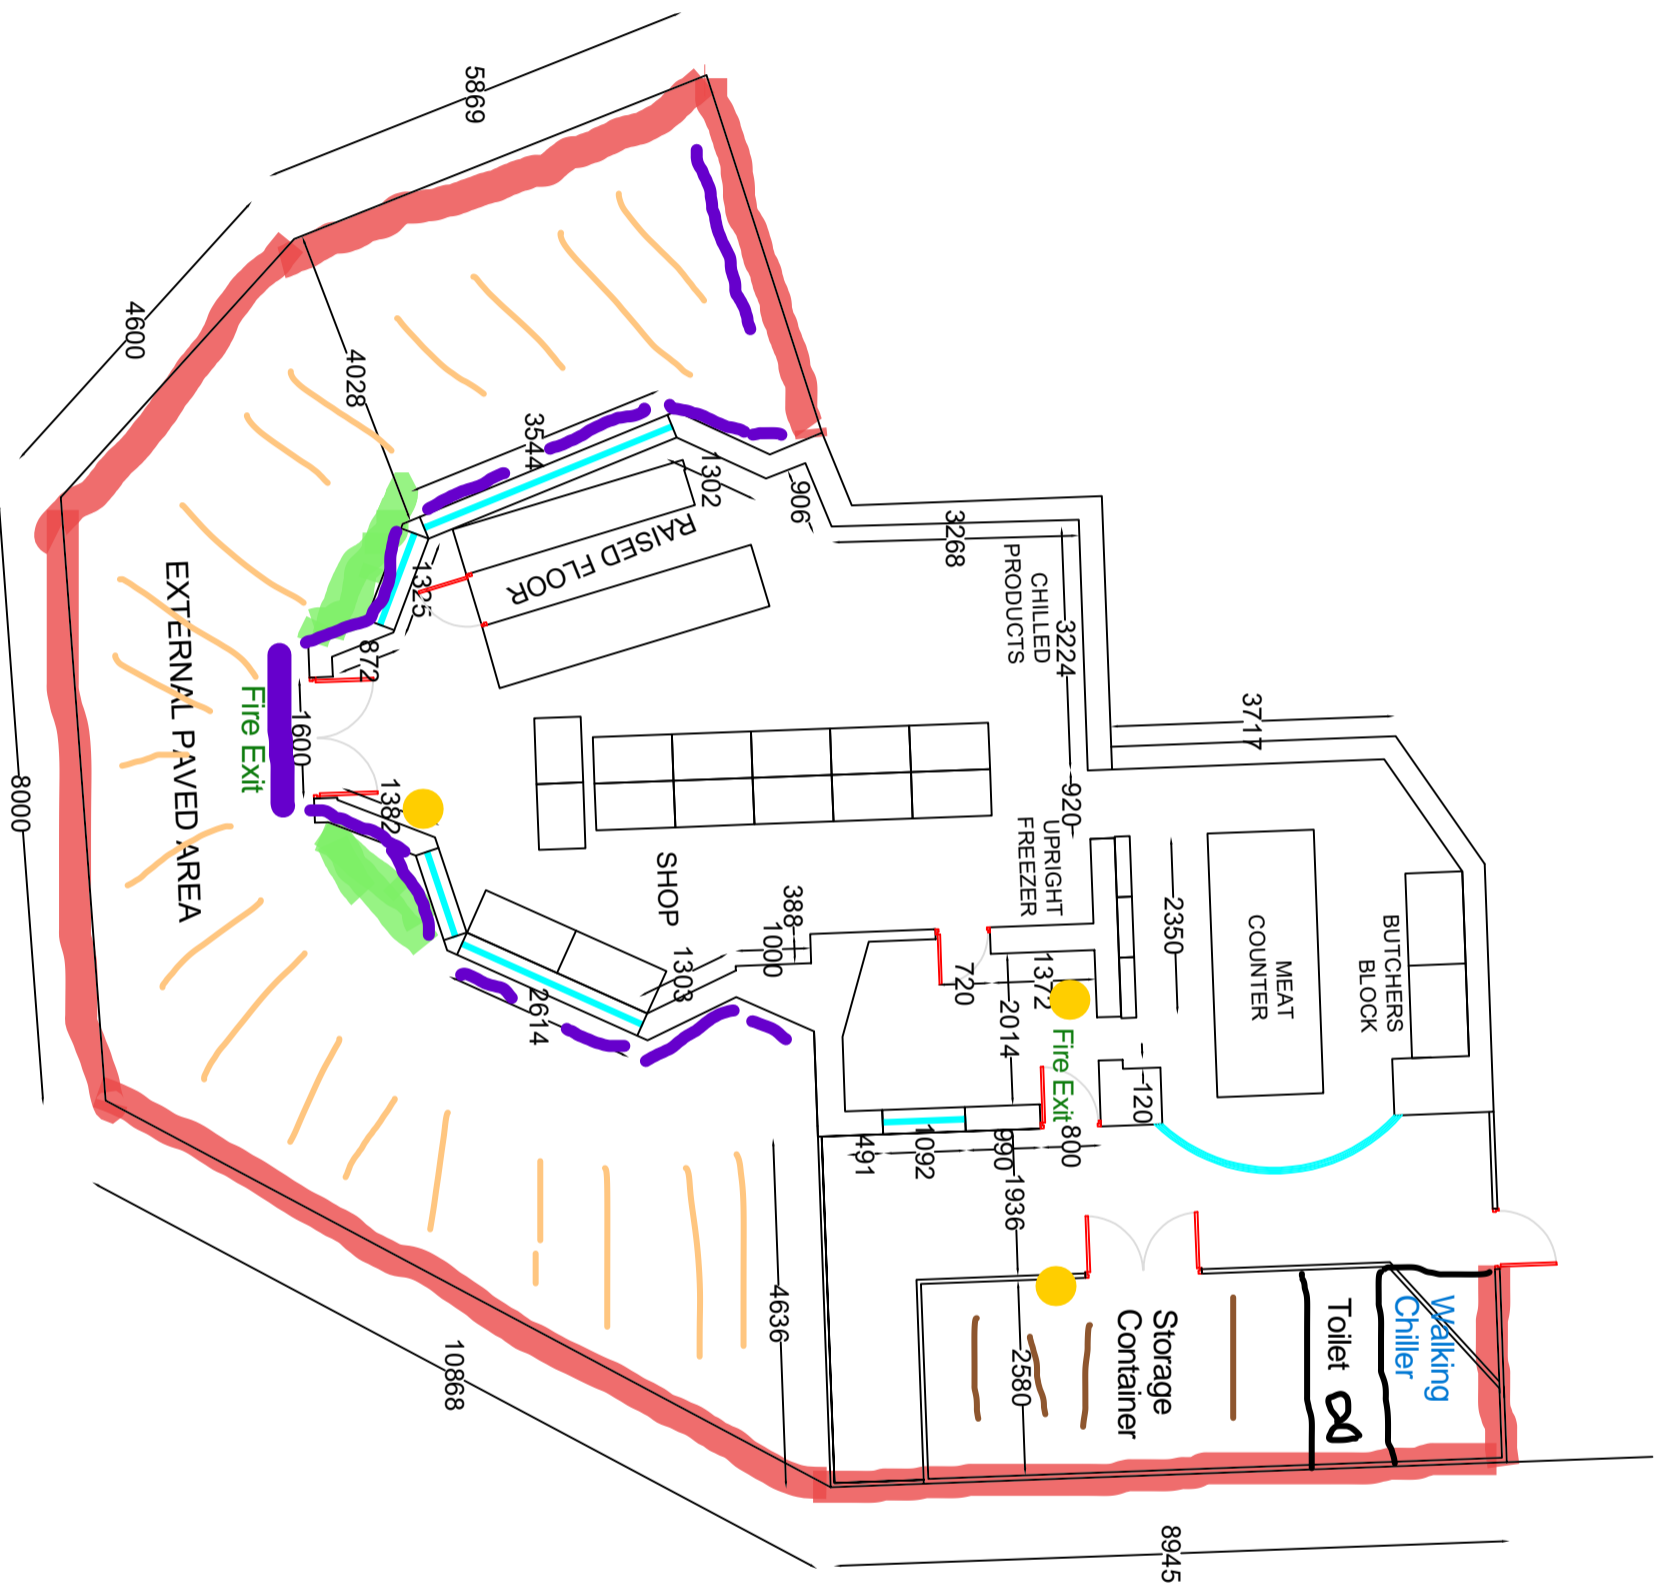 5869
4600
4028
8000
3544
1302
906
3268
RAISED FLOOR
1325
872
CHILLED
PRODUCTS
3224
3717
EXTERNAL PAVED AREA
Fire Exit
1600
1382
920
UPRIGHT
FREEZER
SHOP
388
1000
1303
2614
720
1372
2014
2350
MEAT
COUNTER
BUTCHERS
BLOCK
Fire Exit
120
491
1092
990
800
1936
4636
2580
Storage
Container
Toilet
Walking
Chiller
10868
8945